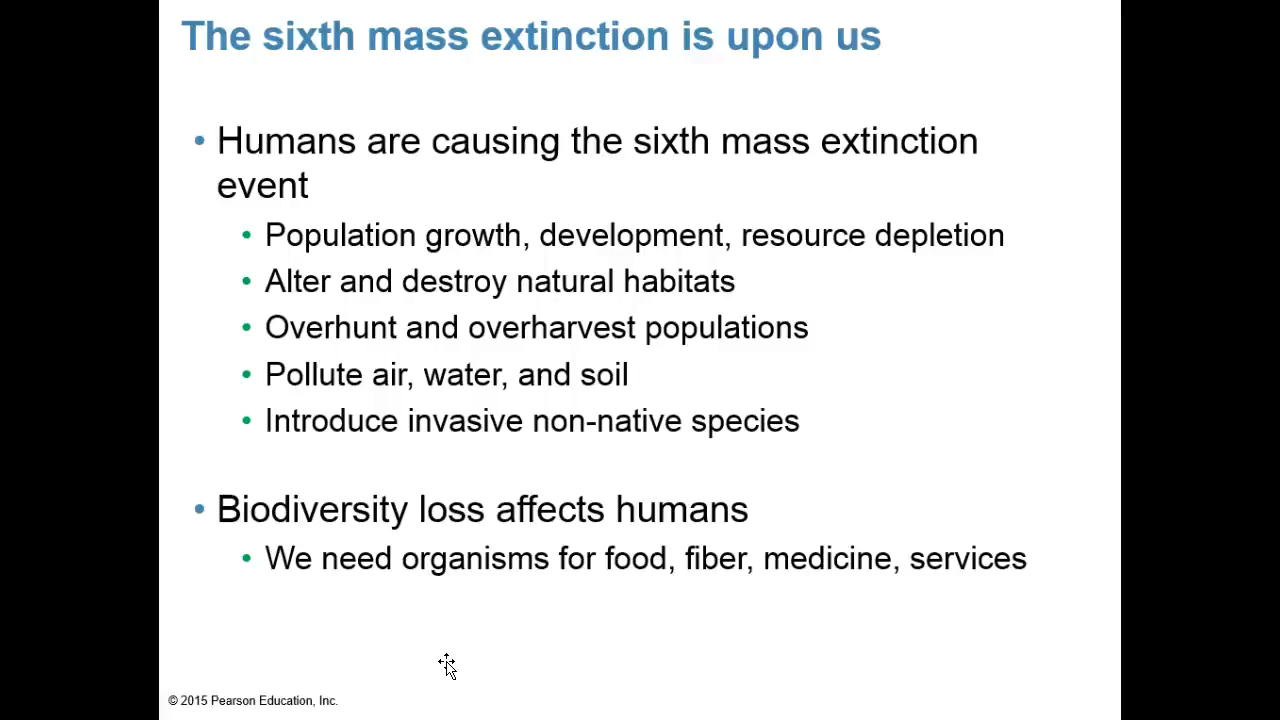 The sixth mass extinction is upon us
• Humans are causing the sixth mass extinction
event
• Population growth, development, resource depletion
• Alter and destroy natural habitats
• Overhunt and overharvest populations
• Pollute air, water, and soil
• Introduce invasive non-native species
• Biodiversity loss affects humans
• We need organisms for food, fiber, medicine, services
© 2015 Pearson Education, Inc.